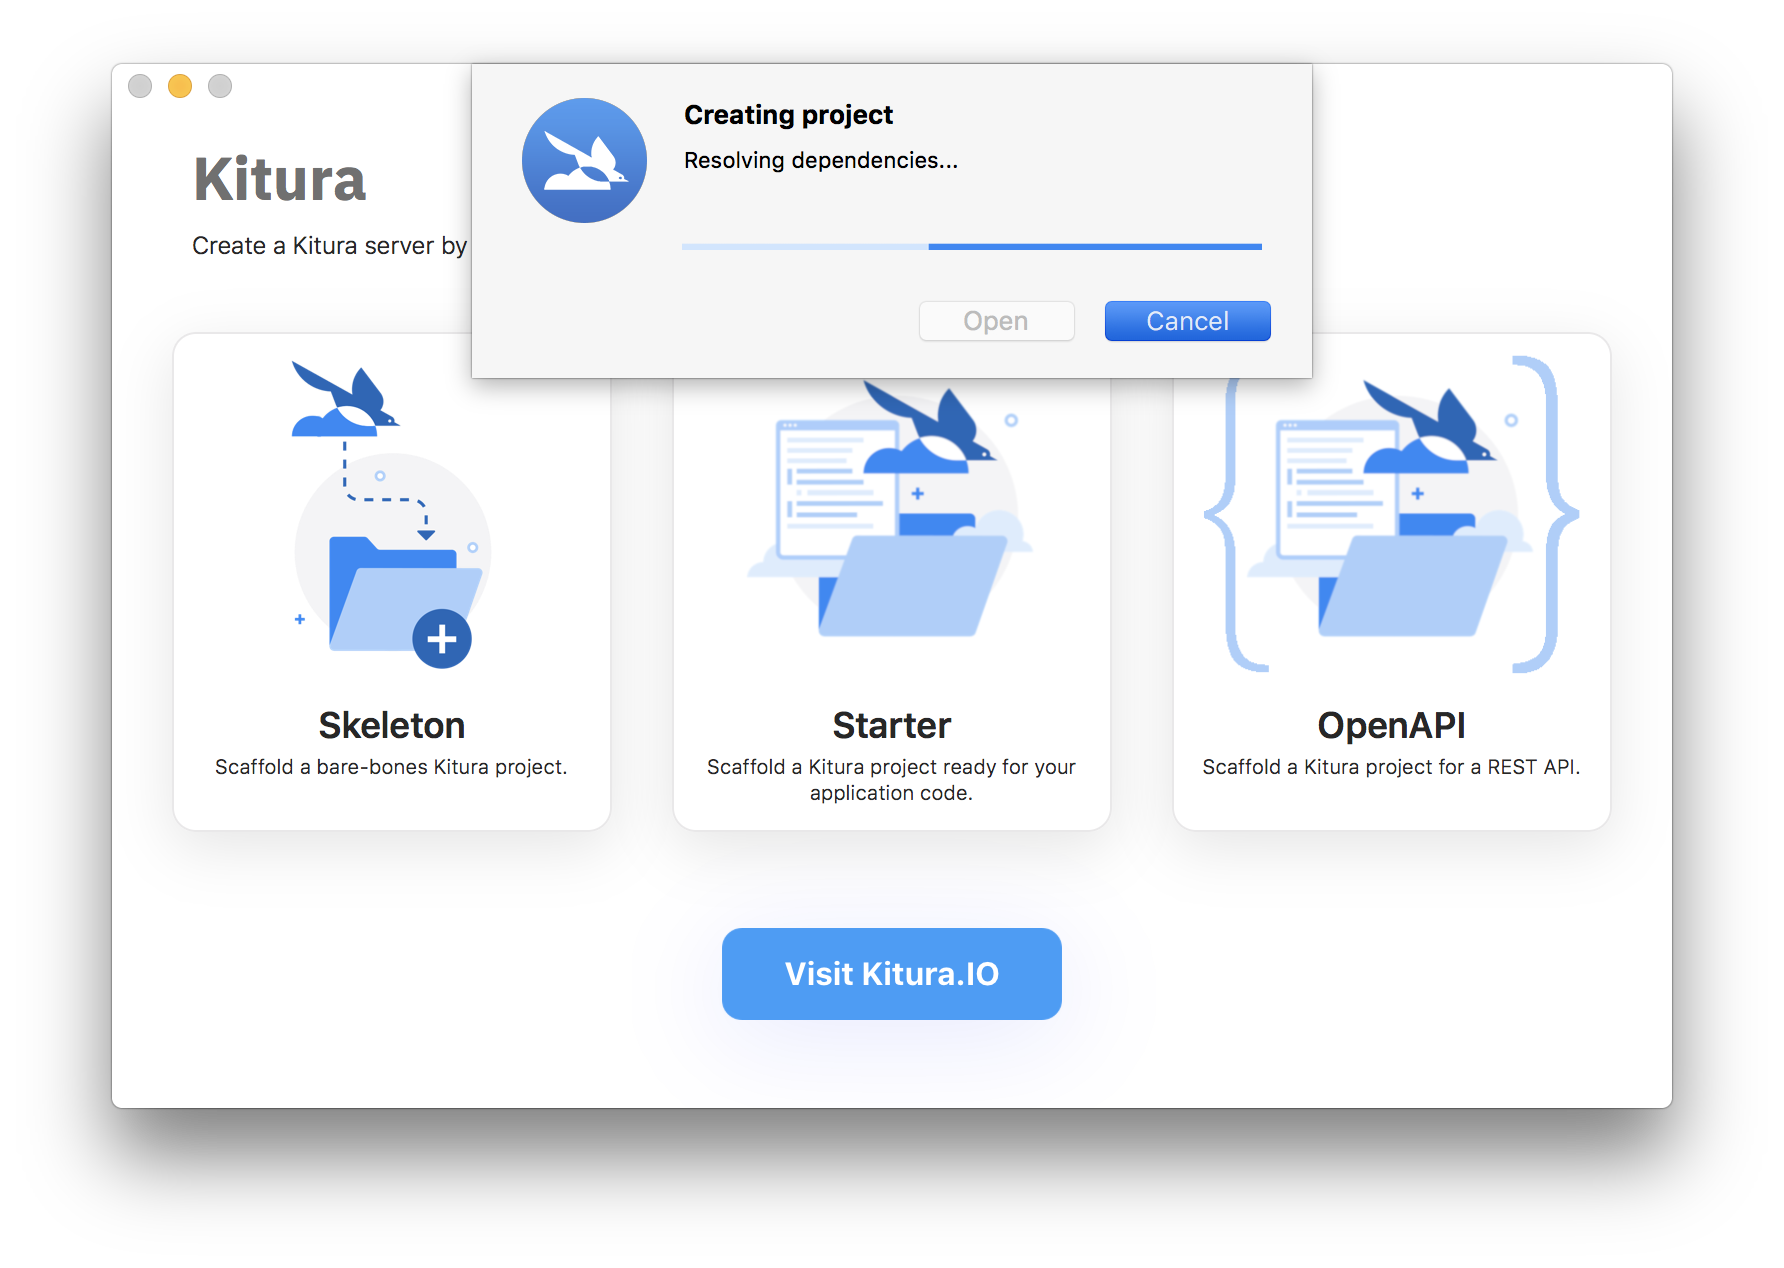 Creating project
Resolving dependencies...
Open
Cancel
Kitura
Create a Kitura server by
Skeleton
Scaffold a bare-bones Kitura project.
Starter
Scaffold a Kitura project ready for your
application code.
OpenAPI
Scaffold a Kitura project for a REST API.
Visit Kitura.IO